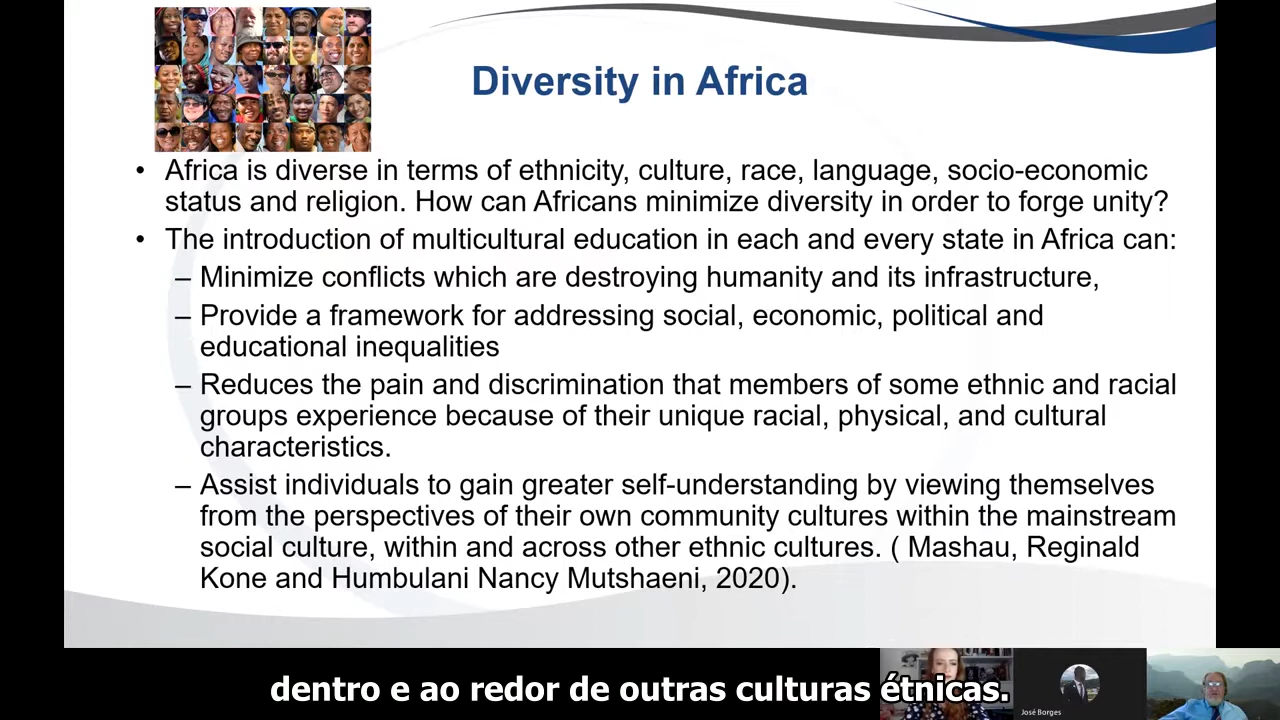 Diversity in Africa
• Africa is diverse in terms of ethnicity, culture, race, language, socio-economic
status and religion. How can Africans minimize diversity in order to forge unity?
• The introduction of multicultural education in each and every state in Africa can:
– Minimize conflicts which are destroying humanity and its infrastructure,
– Provide a framework for addressing social, economic, political and
educational inequalities
– Reduces the pain and discrimination that members of some ethnic and racial
groups experience because of their unique racial, physical, and cultural
characteristics.
– Assist individuals to gain greater self-understanding by viewing themselves
from the perspectives of their own community cultures within the mainstream
social culture, within and across other ethnic cultures. ( Mashau, Reginald
Kone and Humbulani Nancy Mutshaeni, 2020).
dentro e ao redor de outras culturas étnicas.
José Borges